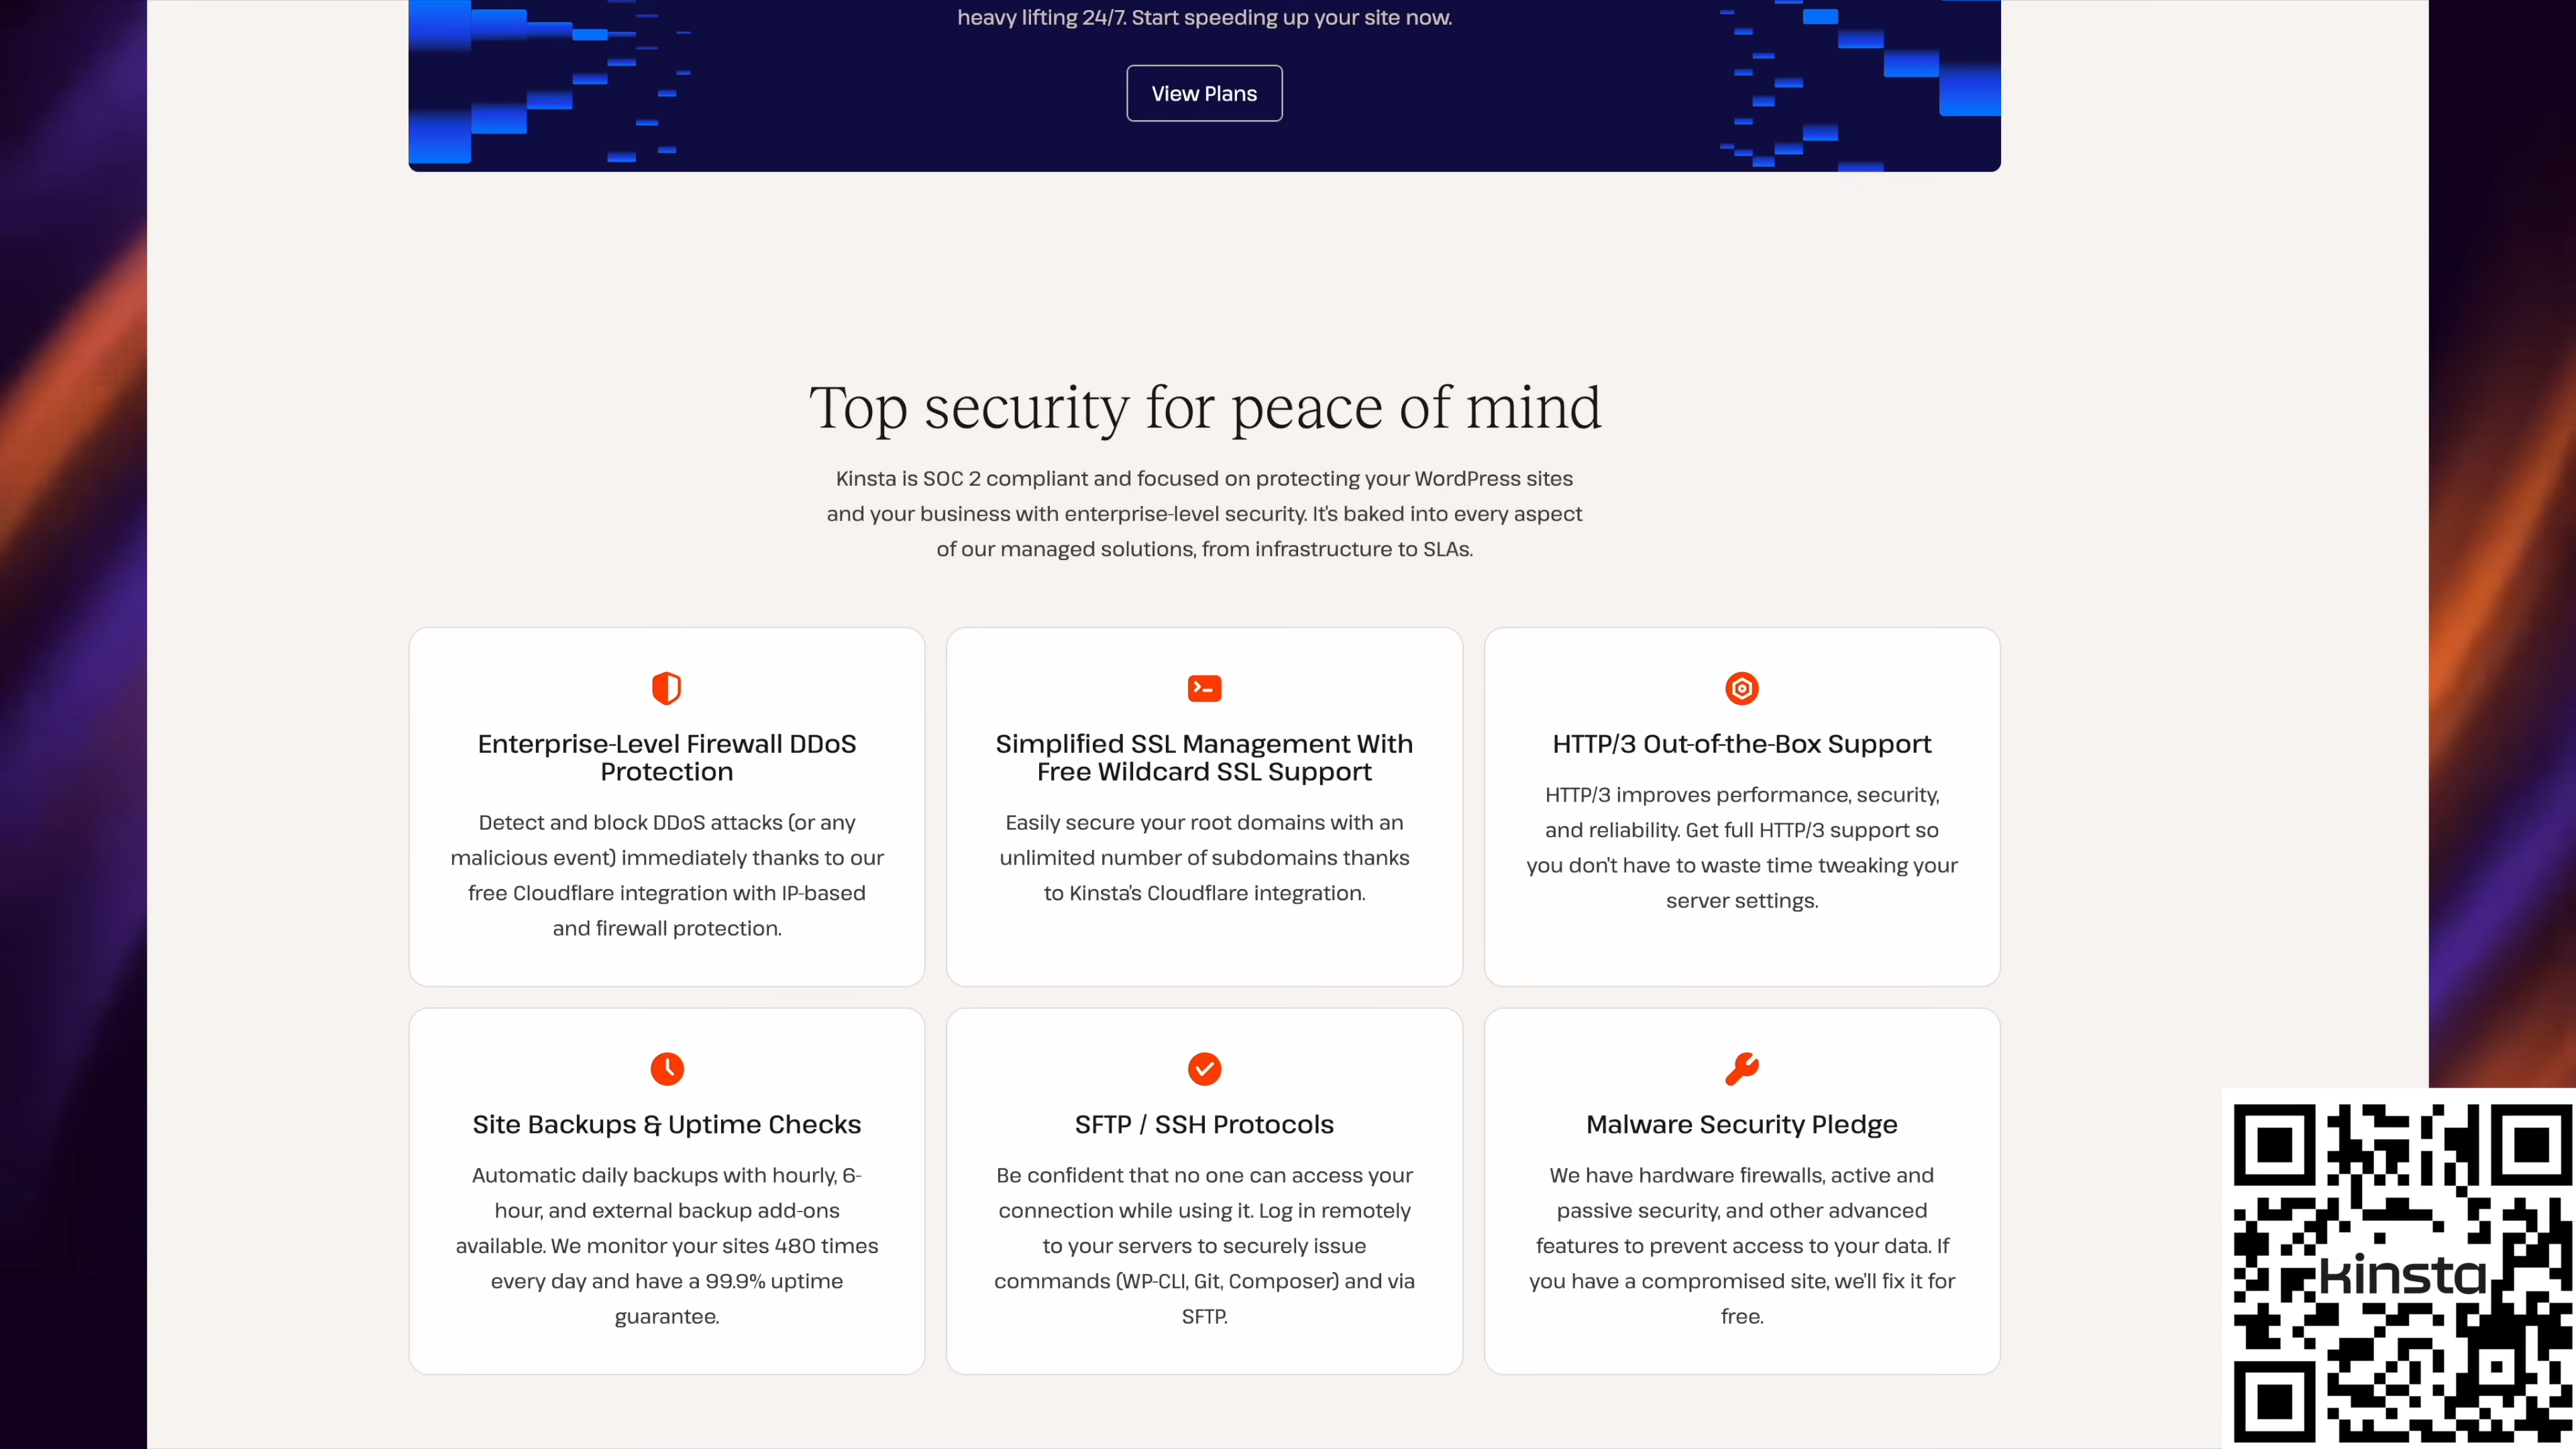 heavy lifting 24/7. Start speeding up your site now.
View Plans
Top security for peace of mind
Kinsta is SOC 2 compliant and focused on protecting your WordPress sites
and your business with enterprise-level security. It's baked into every aspect
of our managed solutions, from infrastructure to SLAs.
Enterprise-Level Firewall DDoS
Protection
Detect and block DDoS attacks (or any
malicious event) immediately thanks to our
free Cloudflare integration with IP-based
and firewall protection.
Simplified SSL Management With
Free Wildcard SSL Support
Easily secure your root domains with an
unlimited number of subdomains thanks
to Kinsta's Cloudflare integration.
HTTP/3 Out-of-the-Box Support
HTTP/3 improves performance, security,
and reliability. Get full HTTP/3 support so
you don't have to waste time tweaking your
server settings.
Site Backups & Uptime Checks
Automatic daily backups with hourly, 6-
hour, and external backup add-ons
available. We monitor your sites 480 times
every day and have a 99.9% uptime
guarantee.
SFTP / SSH Protocols
Be confident that no one can access your
connection while using it. Log in remotely
to your servers to securely issue
commands (WP-CLI, Git, Composer) and via
SFTP.
Malware Security Pledge
We have hardware firewalls, active and
passive security, and other advanced
features to prevent access to your data. If
you have a compromised site, we'll fix it for
free.
kinsta